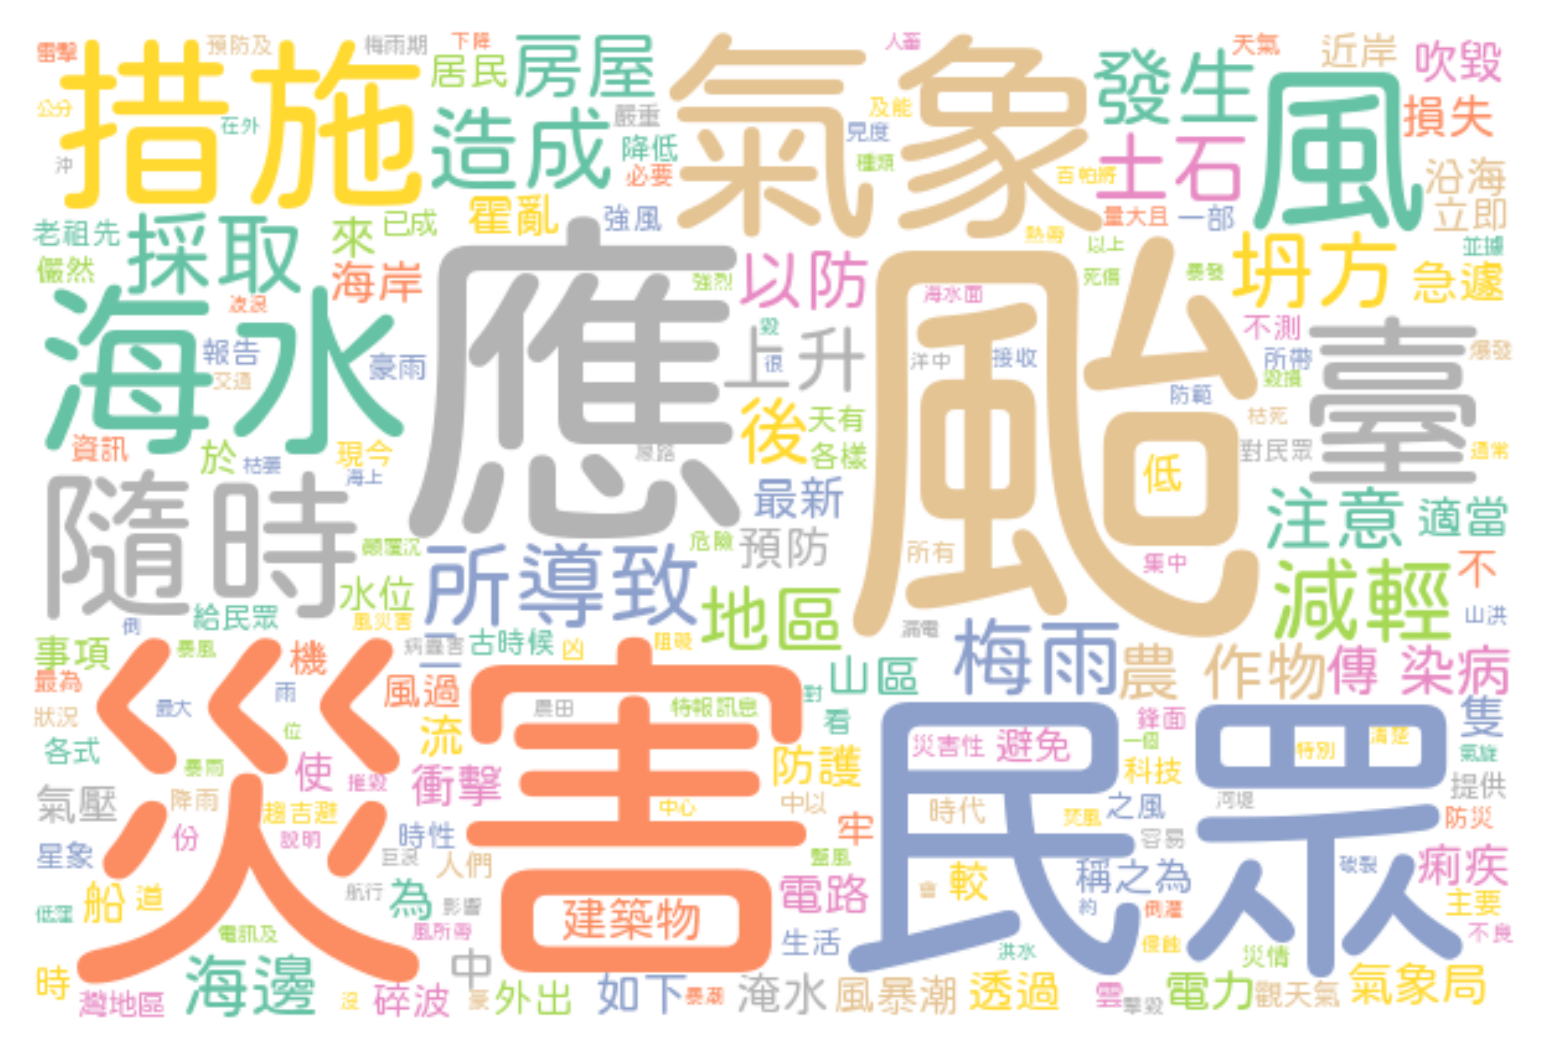 雷擊
預防及
梅雨期
下降
人畜
天氣
近岸
吹毀
措施
居民
房屋
氣象
發生
風
公分
在外
嚴重
及能
見度
損失
沖
造成
降低
必要
種類
百帕將
土石
沿海
老祖先
採取
來
已成
霍亂
強風
熱帶
量大且
一部
立即
以上
並據
儼然
海岸
應
強烈
以防
颱
海水面
死傷
暴發
坍方
急遽
海水
凌浪
報告
豪雨
毀
不測
臺
交通
上升
很
洋中
接收
所帶
爆發
毀損
防範
資訊
於
枯萎
現今
海上
後
天有
各樣
枯死
對民眾
通常
隨時
最新
低
注意
適當
顛覆沉
所導致
危險
預防
所有
集中
減輕
不
水位
地區
給民眾
風災害
倒
漏電
山洪
事項
暴風
機
病蟲害
一
古時候
凶
阻礙
梅雨
農
作物
傳
染病
最為
災害
風過
山區
對
狀況
最大
雨
農田
特報訊息
看
民眾
鋒面
隻
各式
位
流
災害性
避免
一個
特別
清楚
氣旋
暴雨
使
摧毀
衝擊
防護
科技
提供
氣壓
降雨
趨吉避
中心
中以
時代
焚風
之風
河堤
防災
份
說明
時性
牢
容易
星象
巨浪
人們
較
稱之為
破裂
痢疾
低窪
船
道
航行
為
影響
建築物
電路
會
約
倒灌
主要
電訊及
風所帶
生活
洪水
侵蝕
災情
不良
時
海邊
中
灣地區
沒
碎波
豪
外出
如下
暴潮
淹水
風暴潮
透過
雲
擊毀
電力
觀天氣
氣象局